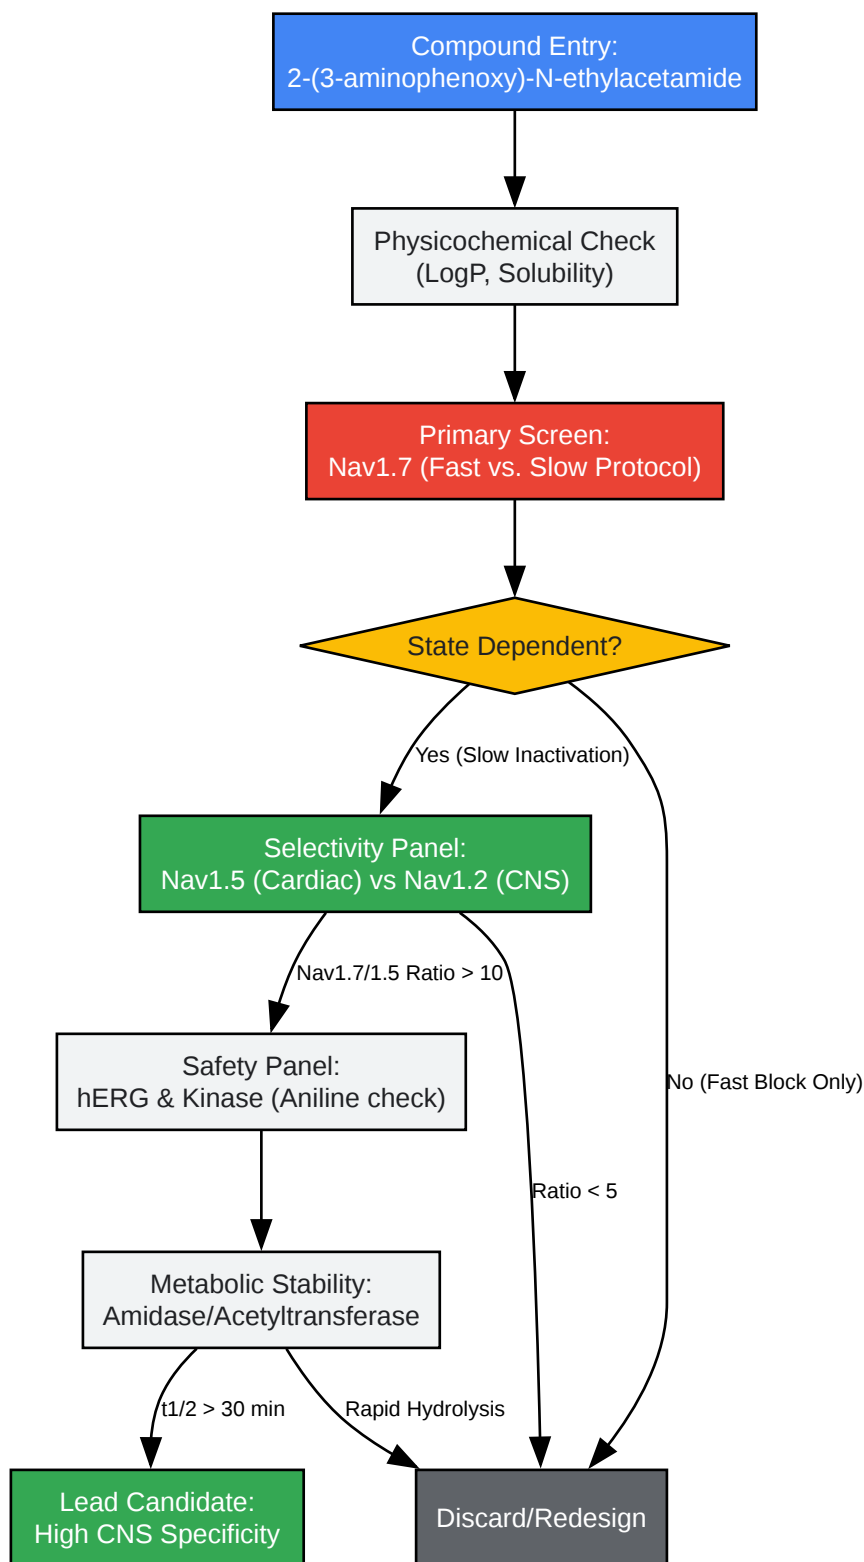 Compound Entry:
2-(3-aminophenoxy)-N-ethylacetamide
Physicochemical Check
(LogP, Solubility)
Primary Screen:
Nav1.7 (Fast vs. Slow Protocol)
State Dependent?
Yes (Slow Inactivation)
Selectivity Panel:
Nav1.5 (Cardiac) vs Nav1.2 (CNS)
Nav1.7/1.5 Ratio > 10
Safety Panel:
hERG & Kinase (Aniline check)
No (Fast Block Only)
Ratio < 5
Metabolic Stability:
Amidase/Acetyltransferase
t1/2 > 30 min
Rapid Hydrolysis
Lead Candidate:
High CNS Specificity
Discard/Redesign